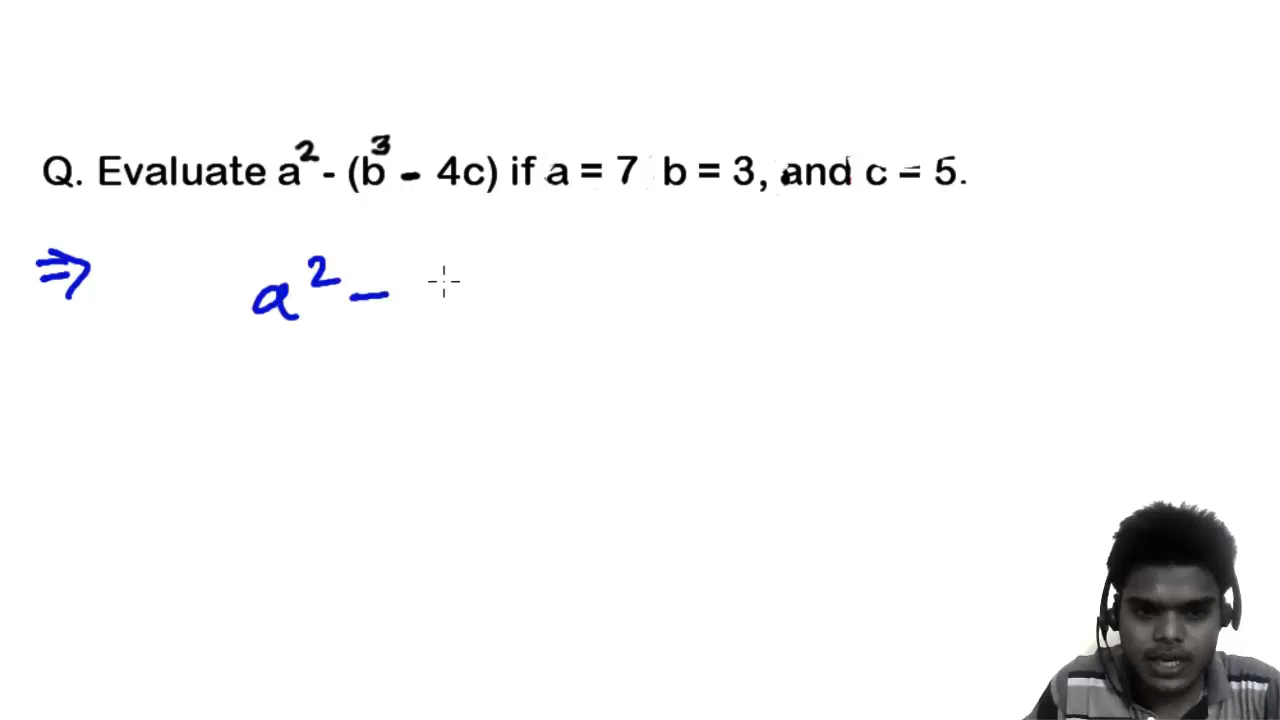 Q. Evaluate a² - (b³ - 4c) if a = 7 b = 3, and c = 5.
⇒ a² -